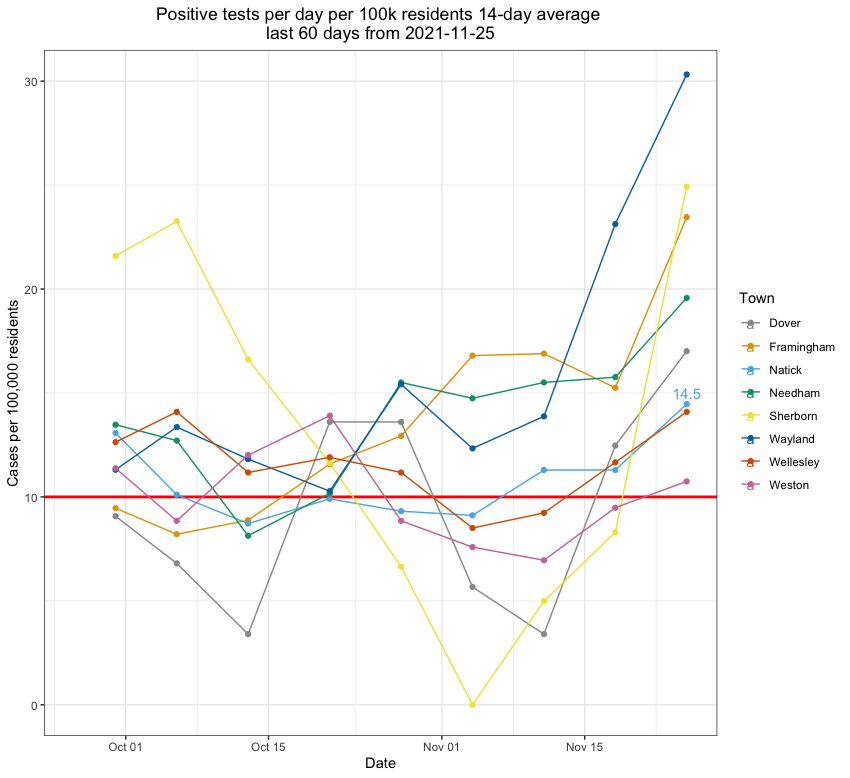 Positive tests per day per 100k residents 14-day average
last 60 days from 2021-11-25
Cases per 100,000 residents
30
20
10
0
14.5
Oct 01
Oct 15
Nov 01
Nov 15
Date
Town
Dover
Framingham
Natick
Needham
Sherborn
Wayland
Wellesley
Weston